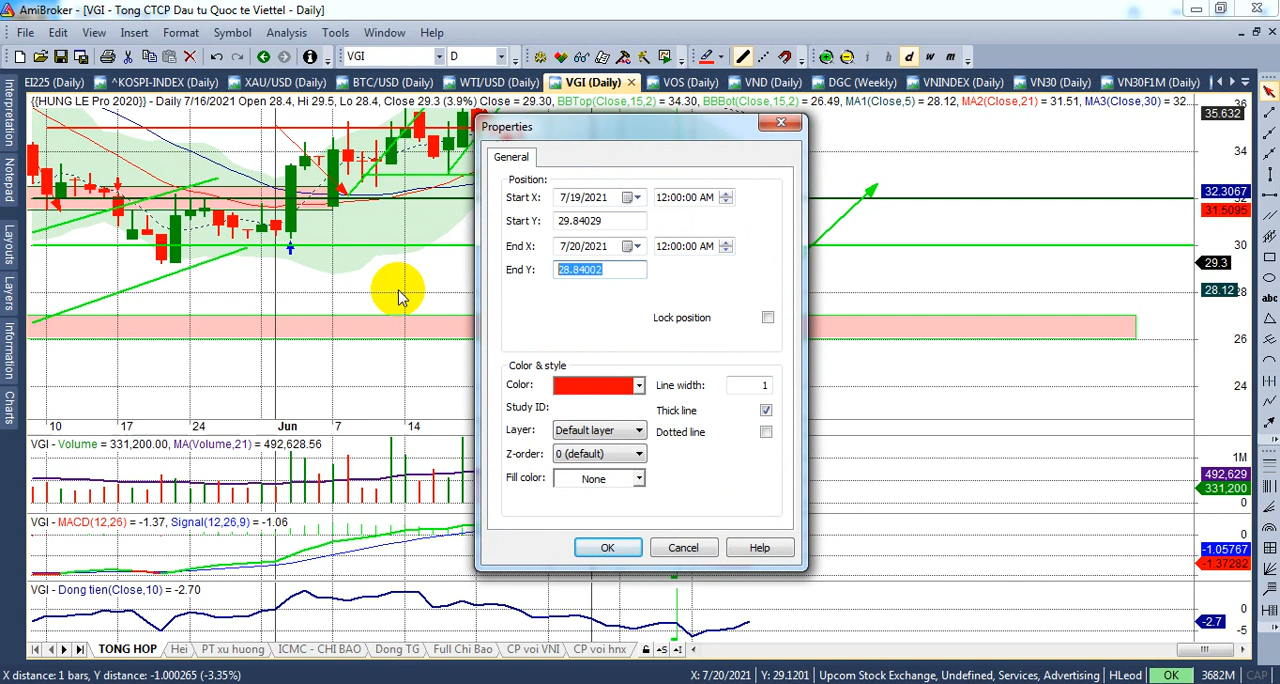 AmiBroker - [VGI - Tong CTCP Dau tu Quoc te Viettel - Daily]
File Edit View Insert Format Symbol Analysis Tools Window Help
VGI D i h d w m
EI225 (Daily) ^KOSPI-INDEX (Daily) XAU/USD (Daily) BTC/USD (Daily) WTI/USD (Daily) VGI (Daily) VOS (Daily) VND (Daily) DGC (Weekly) VNINDEX (Daily) VN30 (Daily) VN30F1M (Daily)
{{HUNG LE Pro 2020}} - Daily 7/16/2021 Open 28.4, Hi 29.5, Lo 28.4, Close 29.3 (3.9%) Close = 29.30, BBTop(Close,15,2) = 34.30, BBBot(Close,15,2) = 26.49, MA1(Close,5) = 28.12, MA2(Close,21) = 31.51, MA3(Close,30) = 32...
Interpretation
Notepad
Layouts
Layers
Information
Charts
Properties
General
Position:
Start X: 7/19/2021 12:00:00 AM
Start Y: 29.84029
End X: 7/20/2021 12:00:00 AM
End Y: 28.84002
Lock position
Color & style
Color: Line width: 1
Study ID: Thick line
Layer: Default layer Dotted line
Z-order: 0 (default)
Fill color: None
OK Cancel Help
36
35.632
34
32.3067
32
31.5095
30
29.3
28.12
28
26
24
abc
10 17 24 Jun 7 14
VGI - Volume = 331,200.00, MA(Volume,21) = 492,628.56
1M
492,629
331,200
0
VGI - MACD(12,26) = -1.37, Signal(12,26,9) = -1.06
0
-1.05767
-1.37282
VGI - Dong tien(Close,10) = -2.70
0
-2.7
-5
TONG HOP Hei PT xu huong ICMC - CHI BAO Dong TG Full Chi Bao CP voi VNI CP voi hnx
X distance: 1 bars, Y distance: -1.000265 (-3.35%) X: 7/20/2021 Y: 29.1201 Upcom Stock Exchange, Undefined, Services, Advertising HLeod OK 3682M CAP